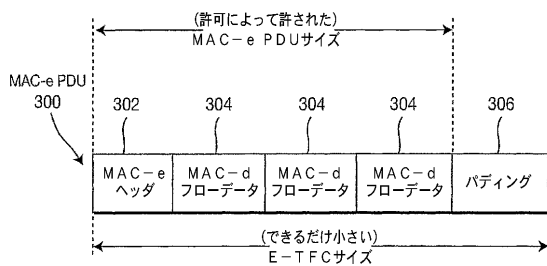 (許可によって許された)
MAC-e PDUサイズ
MAC-e PDU
300
302
304
304
304
306
MAC-e
ヘッダ
MAC-d
フローデータ
MAC-d
フローデータ
MAC-d
フローデータ
パディング
(できるだけ小さい)
E-TFCサイズ